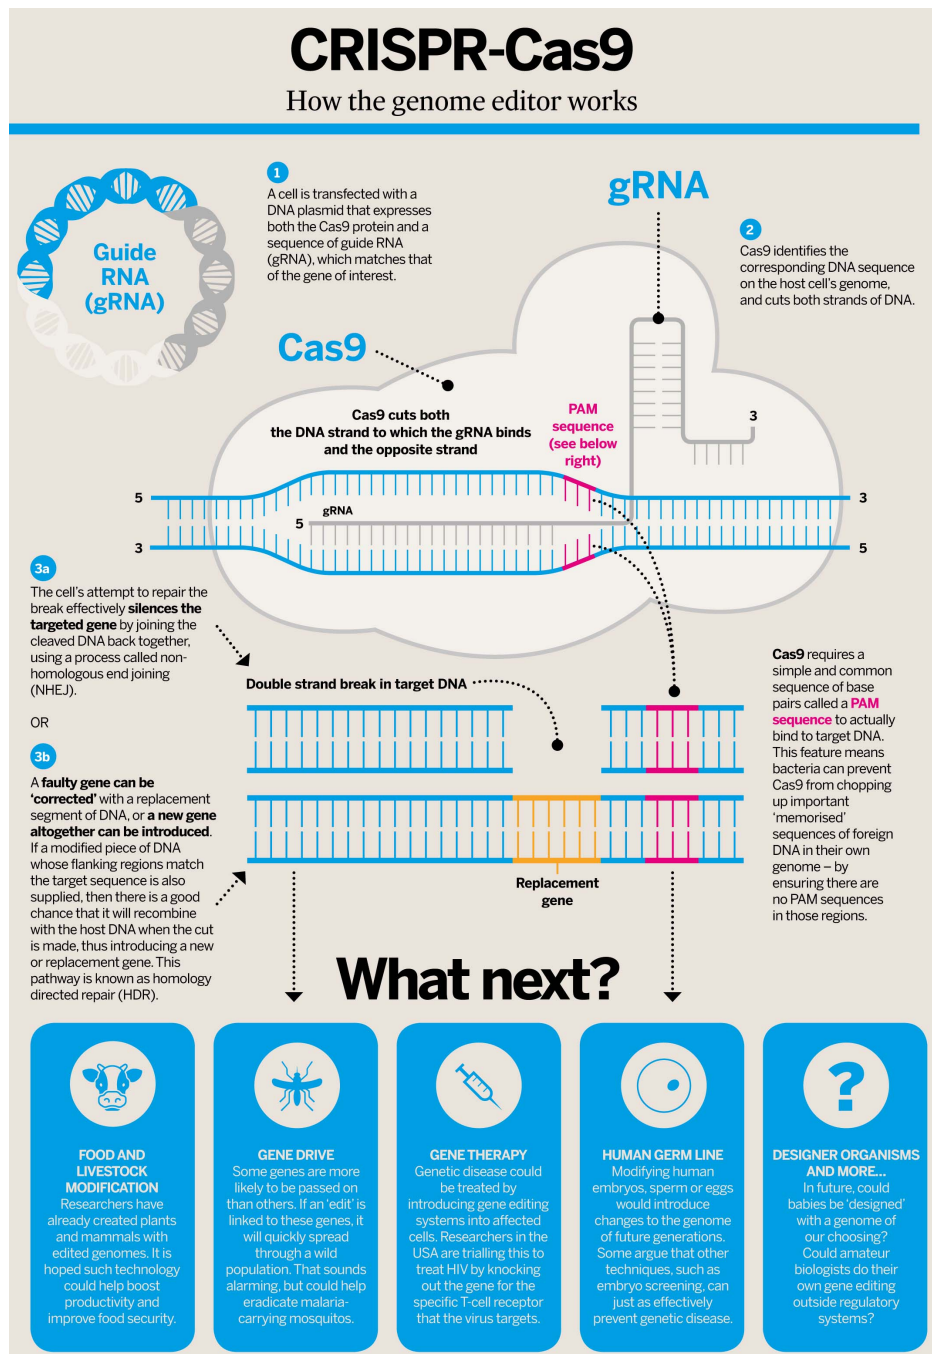 CRISPR-Cas9
How the genome editor works
Guide
RNA
(gRNA)
1
A cell is transfected with a
DNA plasmid that expresses
both the Cas9 protein and a
sequence of guide RNA
(gRNA), which matches that
of the gene of interest.
gRNA
2
Cas9 identifies the
corresponding DNA sequence
on the host cell's genome,
and cuts both strands of DNA.
Cas9
Cas9 cuts both
the DNA strand to which the gRNA binds
and the opposite strand
PAM
sequence
(see below
right)
3
5
3
gRNA
5
3
5
3a
The cell's attempt to repair the
break effectively silences the
targeted gene by joining the
cleaved DNA back together,
using a process called non-
homologous end joining
(NHEJ).
OR
3b
A faulty gene can be
'corrected' with a replacement
segment of DNA, or a new gene
altogether can be introduced.
If a modified piece of DNA
whose flanking regions match
the target sequence is also
supplied, then there is a good
chance that it will recombine
with the host DNA when the cut
is made, thus introducing a new
or replacement gene. This
pathway is known as homology
directed repair (HDR).
Double strand break in target DNA
Replacement
gene
Cas9 requires a
simple and common
sequence of base
pairs called a PAM
sequence to actually
bind to target DNA.
This feature means
bacteria can prevent
Cas9 from chopping
up important
'memorised'
sequences of foreign
DNA in their own
genome – by
ensuring there are
no PAM sequences
in those regions.
What next?
FOOD AND
LIVESTOCK
MODIFICATION
Researchers have
already created plants
and mammals with
edited genomes. It is
hoped such technology
could help boost
productivity and
improve food security.
GENE DRIVE
Some genes are more
likely to be passed on
than others. If an 'edit' is
linked to these genes, it
will quickly spread
through a wild
population. That sounds
alarming, but could help
eradicate malaria-
carrying mosquitos.
GENE THERAPY
Genetic disease could
be treated by
introducing gene editing
systems into affected
cells. Researchers in the
USA are trialling this to
treat HIV by knocking
out the gene for the
specific T-cell receptor
that the virus targets.
HUMAN GERM LINE
Modifying human
embryos, sperm or eggs
would introduce
changes to the genome
of future generations.
Some argue that other
techniques, such as
embryo screening, can
just as effectively
prevent genetic disease.
?
DESIGNER ORGANISMS
AND MORE...
In future, could
babies be 'designed'
with a genome of
our choosing?
Could amateur
biologists do their
own gene editing
outside regulatory
systems?